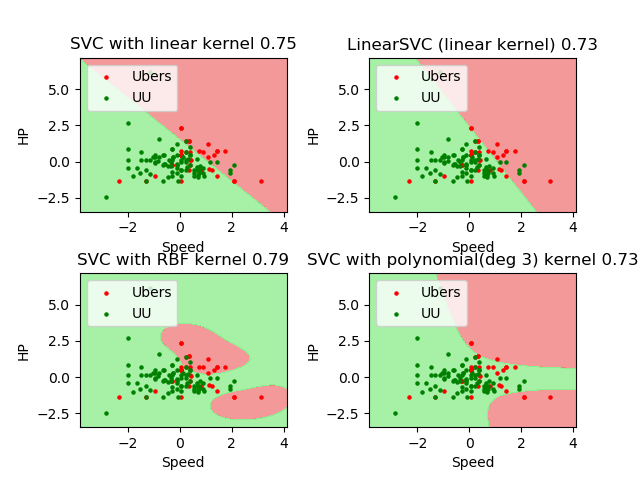 SVC with linear kernel 0.75
LinearSVC (linear kernel) 0.73
Ubers
UU
Ubers
UU
HP
5.0
2.5
0.0
−2.5
HP
5.0
2.5
0.0
−2.5
−2 0 2 4
Speed
−2 0 2 4
Speed
SVC with RBF kernel 0.79
SVC with polynomial(deg 3) kernel 0.73
Ubers
UU
Ubers
UU
HP
5.0
2.5
0.0
−2.5
HP
5.0
2.5
0.0
−2.5
−2 0 2 4
Speed
−2 0 2 4
Speed